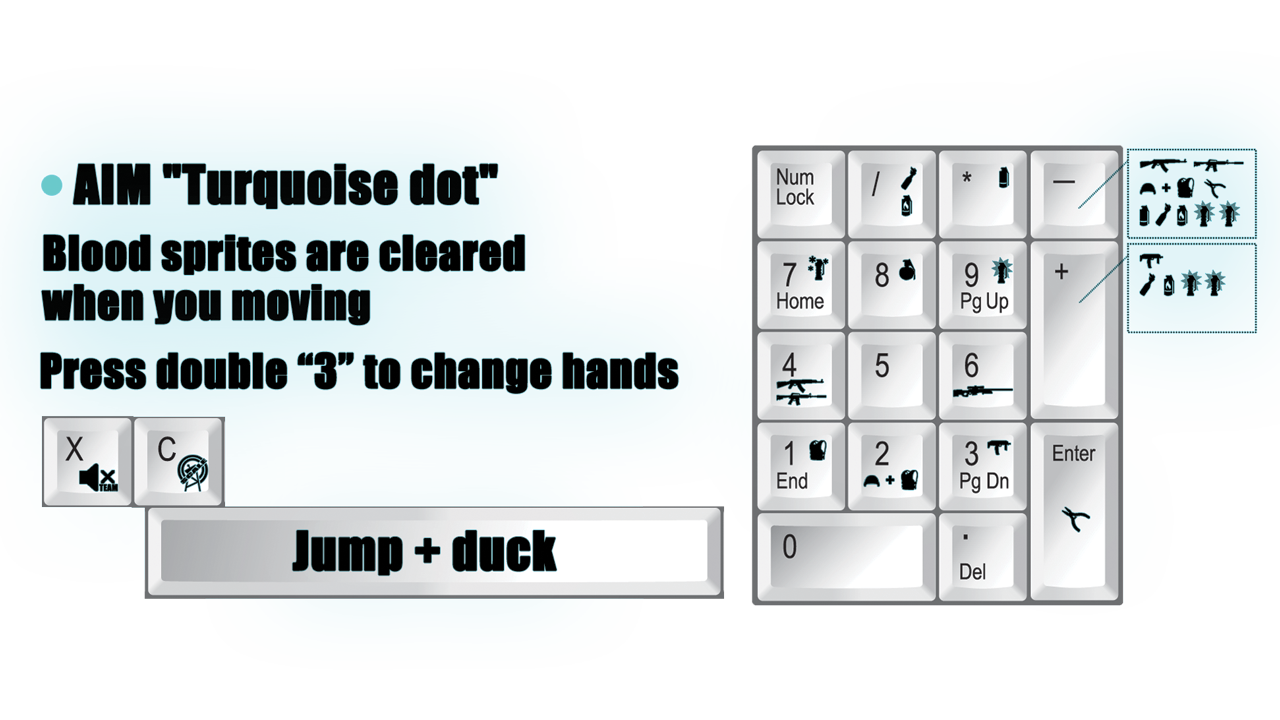 AIM "Turquoise dot"
Blood sprites are cleared
when you moving
Press double “3” to change hands
X
TEAM
C
Jump + duck
Num
Lock
/
*
—
7
Home
8
9
Pg Up
+
4
5
6
1
End
2
+
3
Pg Dn
Enter
0
.
Del
+